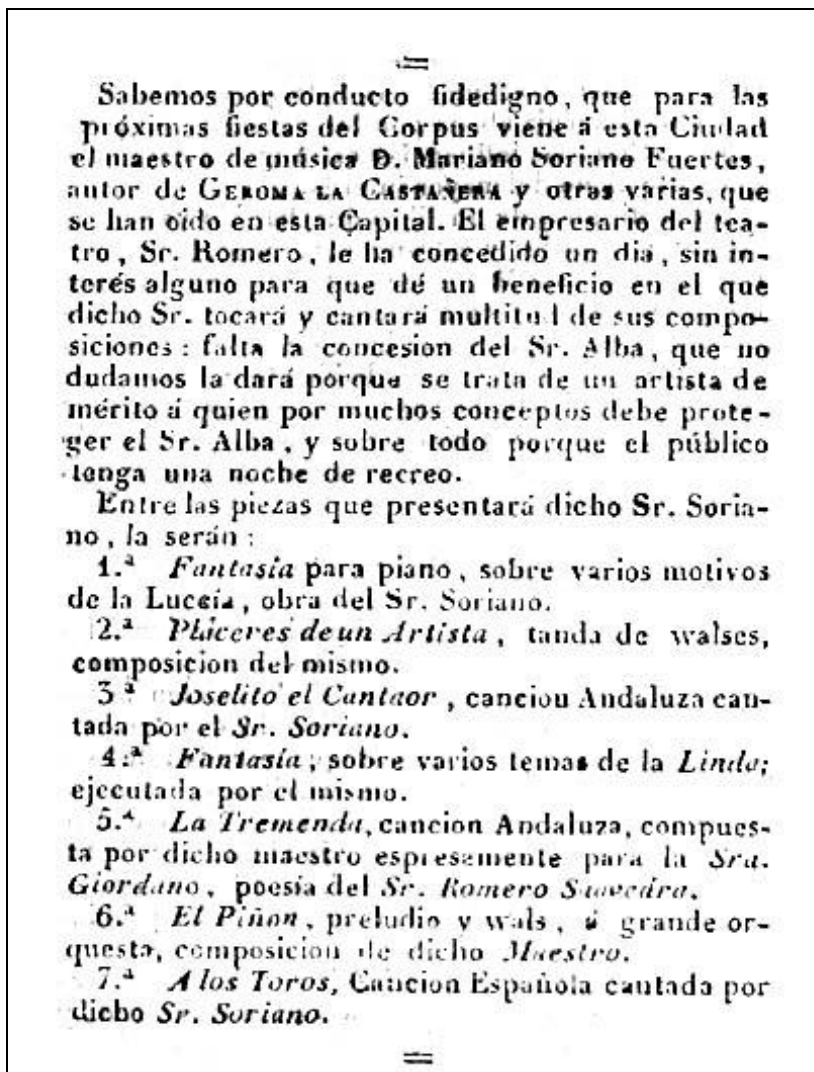 Sabemos por conducto fidedigno, que para las
próximas fiestas del Corpus viene á esta Ciudad
el maestro de música D. Mariano Soriano Fuertes,
autor de GEROMA LA CASTAÑERA y otras varias, que
se han oido en esta Capital. El empresario del tea-
tro, Sr. Romero, le ha concedido un dia, sin in-
terés alguno para que dé un beneficio en el que
dicho Sr. tocará y cantará multitud de sus compo-
siciones: falta la concesion del Sr. Alba, que no
dudamos la dará porque se trata de un artista de
mérito á quien por muchos conceptos debe prote-
ger el Sr. Alba, y sobre todo porque el público
tenga una noche de recreo.
Entre las piezas que presentará dicho Sr. Soria-
no, la serán:
1.ª Fantasía para piano, sobre varios motivos
de la Luccía, obra del Sr. Soriano.
2.ª Placeres de un Artista, tanda de walses,
composicion del mismo.
3.ª Joselito el Cantaor, canciou Andaluza can-
tada por el Sr. Soriano.
4.ª Fantasía, sobre varios temas de la Linda;
ejecutada por el mismo.
5.ª La Tremenda, cancion Andaluza, compues-
ta por dicho maestro espresamente para la Sra.
Giordano, poesía del Sr. Romero Saavedra.
6.ª El Piñon, preludio y wals, á grande or-
questa, composicion de dicho Maestro.
7.ª A los Toros, Cancion Española cantada por
dicho Sr. Soriano.